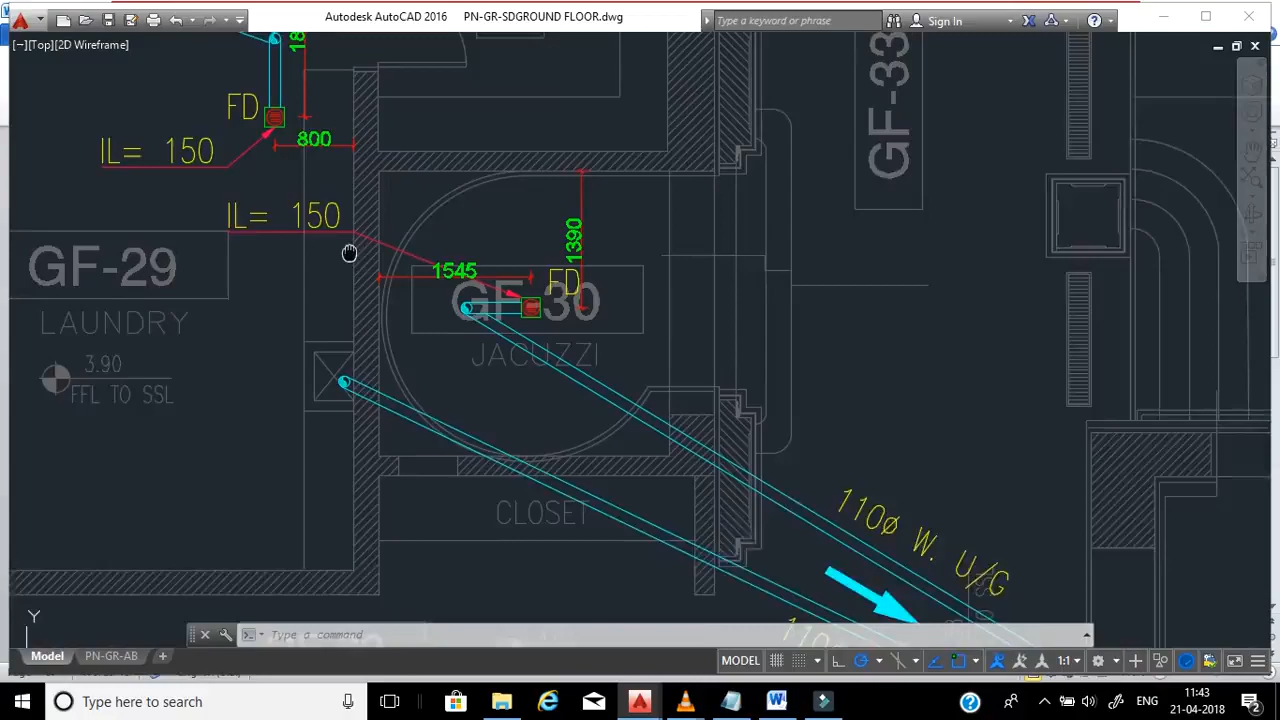 Autodesk AutoCAD 2016 PN-GR-SDGROUND FLOOR.dwg
Type a keyword or phrase
Sign In
[−][Top][2D Wireframe]
18
FD
IL= 150
800
IL= 150
GF-29
LAUNDRY
3.90
FFL TO SSL
1545
1390
FD
GF-30
JACUZZI
GF-33
CLOSET
110ø W. U/G
110
Y
Type a command
Model
PN-GR-AB
+
MODEL
1:1
Type here to search
ENG
11:43
21-04-2018
2